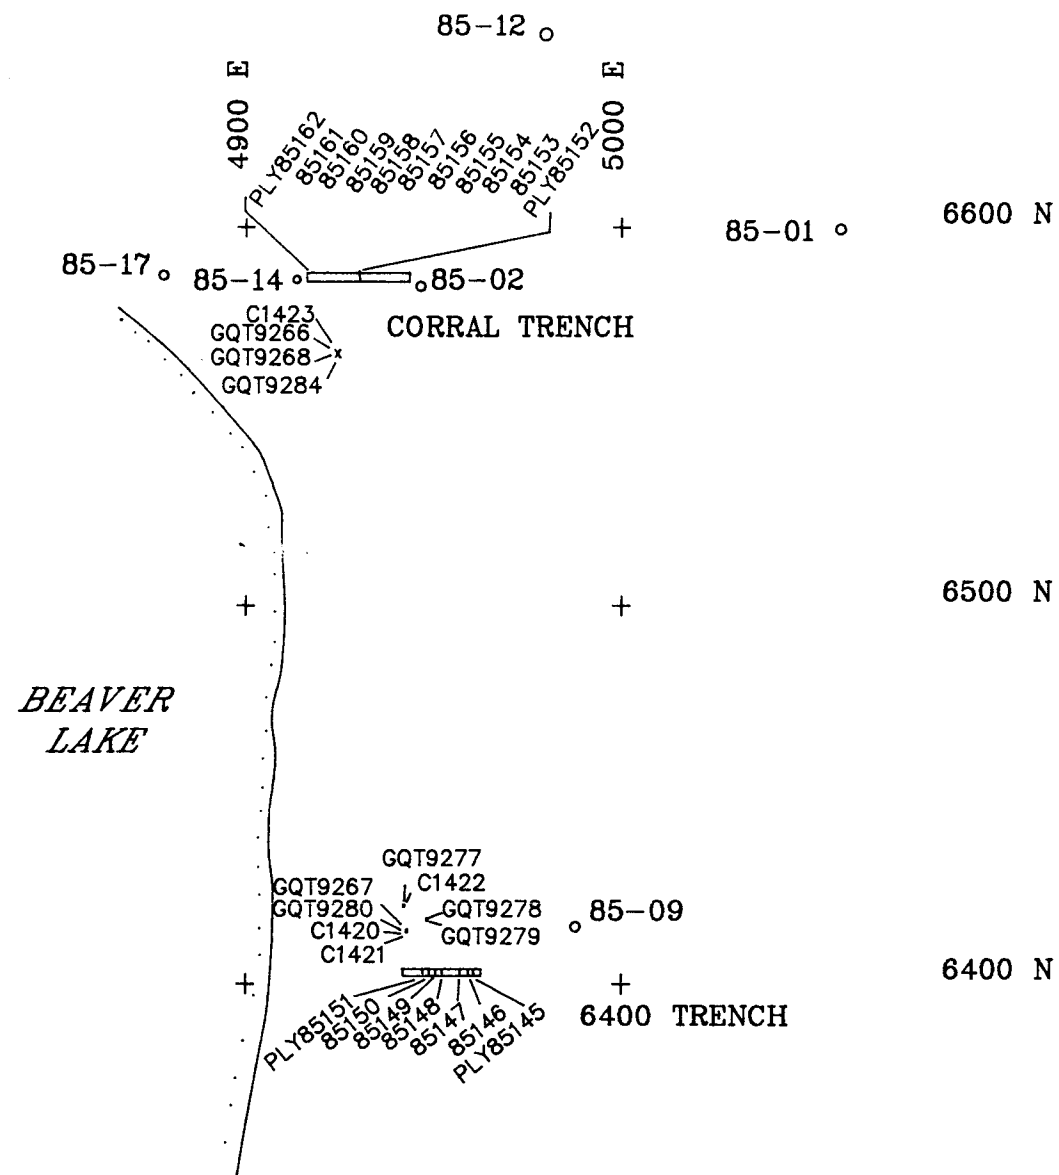 85-12
4900 E
5000 E
PLY85162
85161
85160
85159
85158
85157
85156
85155
85154
85153
PLY85152
6600 N
85-01
85-17
85-14
85-02
C1423
GQT9266
GQT9268
GQT9284
CORRAL TRENCH
6500 N
BEAVER
LAKE
GQT9277
C1422
GQT9267
GQT9280
C1420
C1421
GQT9278
GQT9279
85-09
6400 N
PLY85151
85150
85149
85148
85147
85146
PLY85145
6400 TRENCH